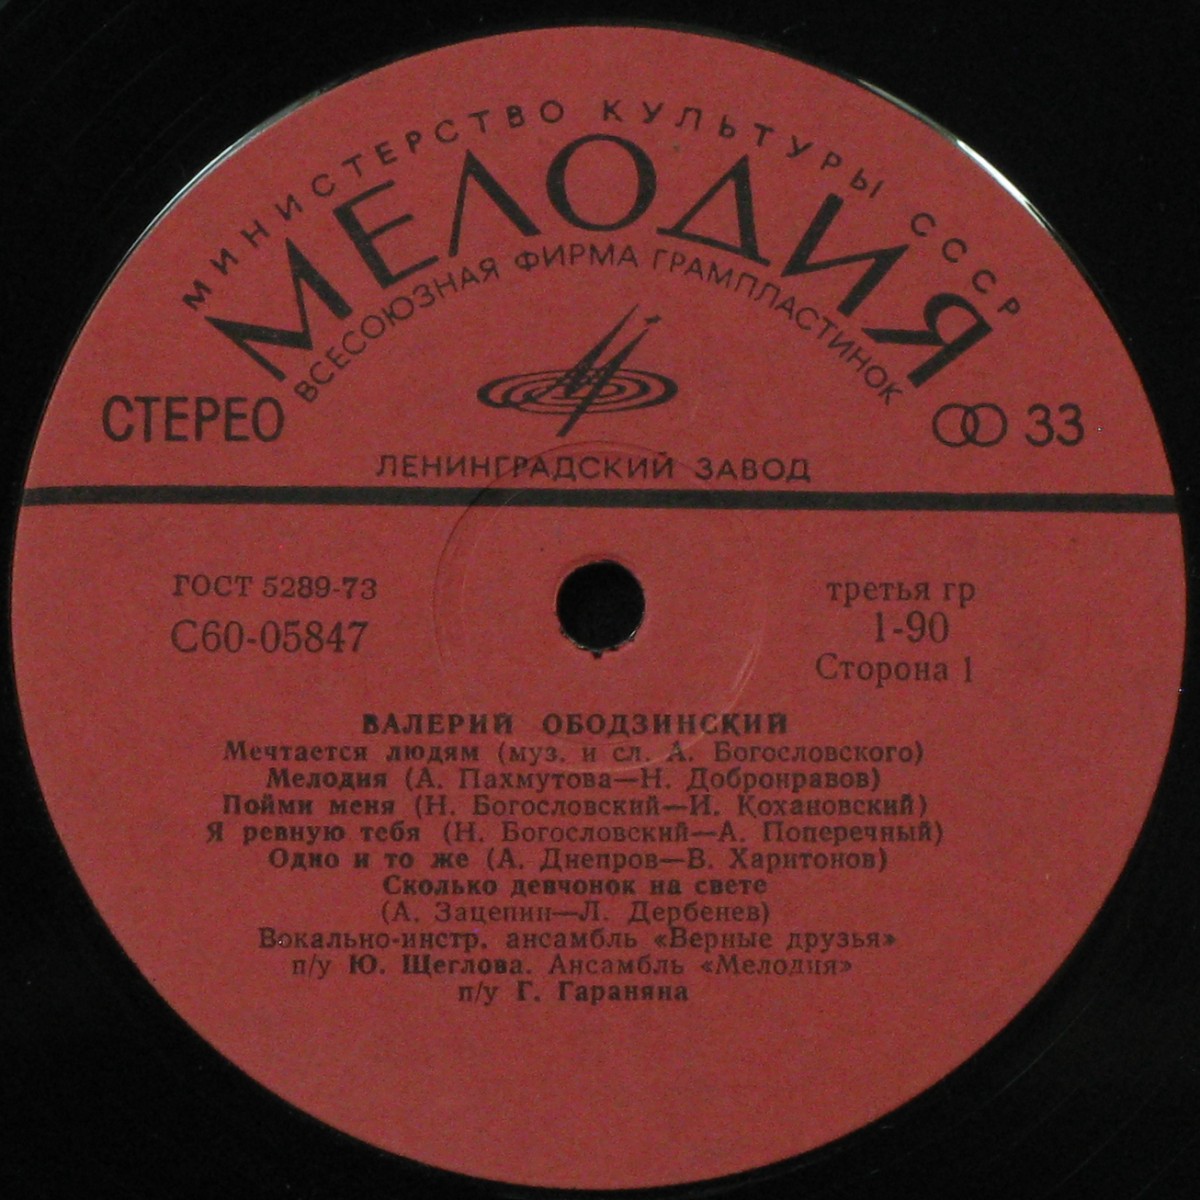 МИНИСТЕРСТВО КУЛЬТУРЫ СССР
МЕЛОДИЯ
ВСЕСОЮЗНАЯ ФИРМА ГРАМПЛАСТИНОК
СТЕРЕО
33
ЛЕНИНГРАДСКИЙ ЗАВОД
ГОСТ 5289-73
С60-05847
третья гр
1-90
Сторона 1
ВАЛЕРИЙ ОБОДЗИНСКИЙ
Мечтается людям (муз. и сл. А. Богословского)
Мелодия (А. Пахмутова—Н. Добронравов)
Пойми меня (Н. Богословский—И. Кохановский)
Я ревную тебя (Н. Богословский—А. Поперечный)
Одно и то же (А. Днепров—В. Харитонов)
Сколько девчонок на свете
(А. Зацепин—Л. Дербенев)
Вокально-инстр. ансамбль «Верные друзья»
п/у Ю. Щеглова. Ансамбль «Мелодия»
п/у Г. Гараняна